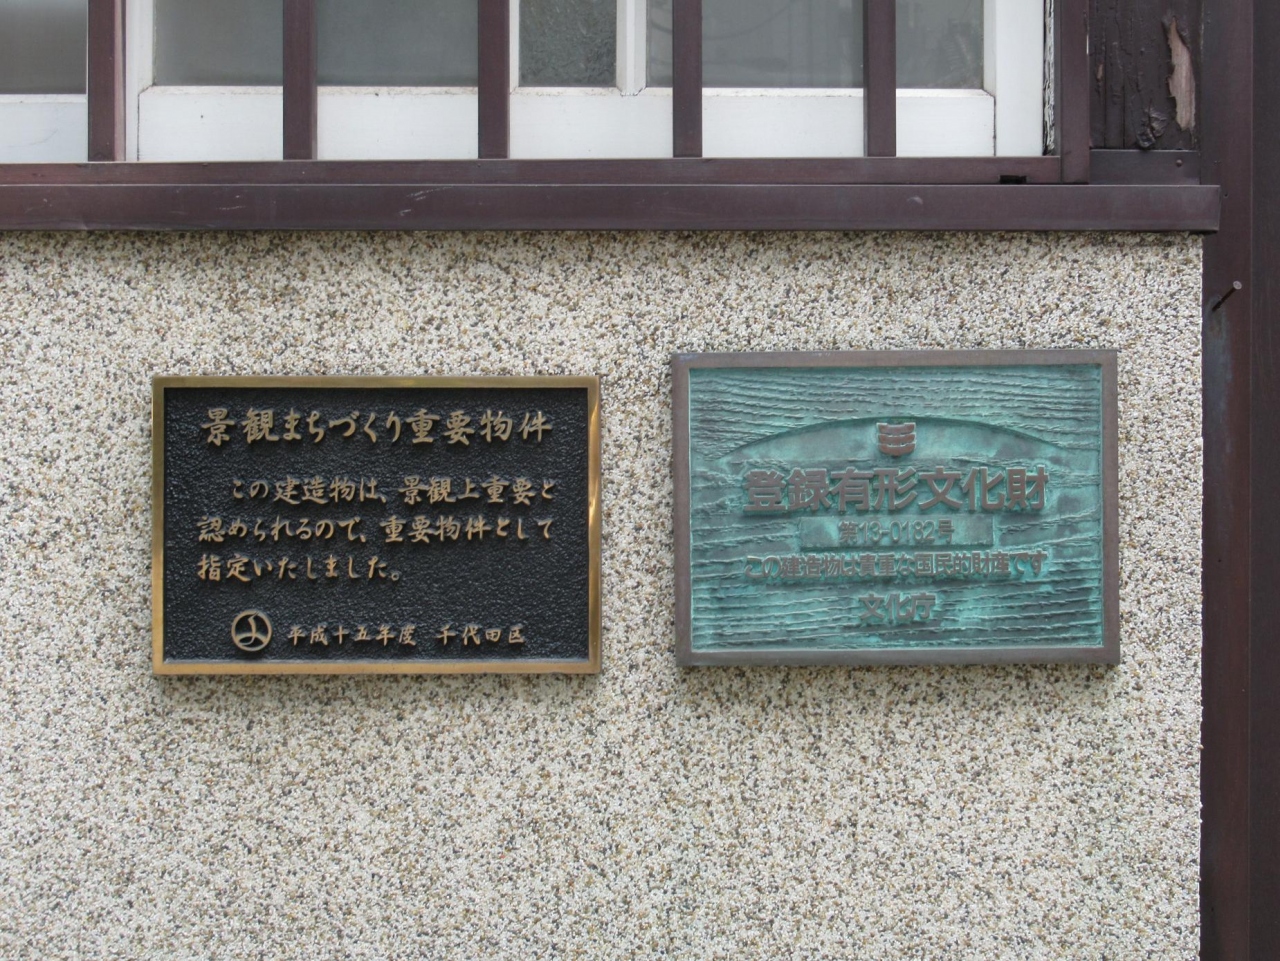 景観まちづくり重要物件
この建造物は、景観上重要と
認められるので、重要物件として
指定いたしました。
平成十五年度 千代田区
登録有形文化財
第13-0182号
この建造物は貴重な国民的財産です
文化庁